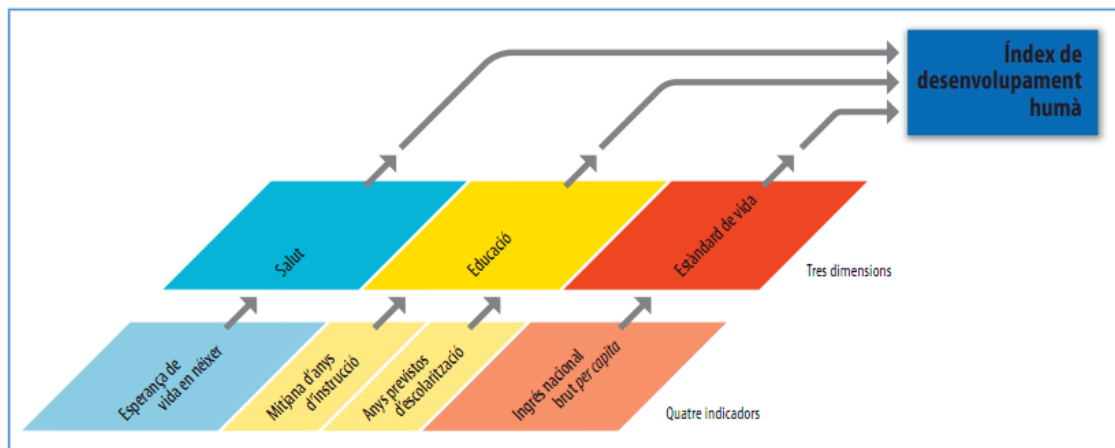 Índex de
desenvolupament
humà
Salut
Educació
Estàndard de vida
Tres dimensions
Esperança de
vida en néixer
Mitjana d'anys
d'instrucció
Anys previstos
d'escolarització
Ingrés nacional
brut per capita
Quatre indicadors